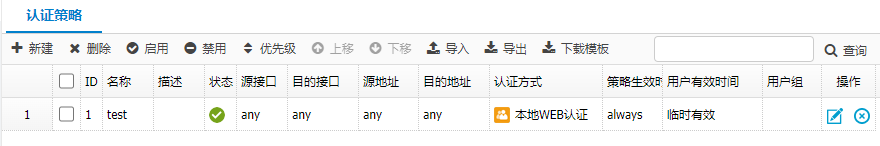 认证策略
新建 删除 启用 禁用 优先级 上移 下移 导入 导出 下载模板 查询
ID 名称 描述 状态 源接口 目的接口 源地址 目的地址 认证方式 策略生效时 用户有效时间 用户组 操作
1 1 test any any any any 本地WEB认证 always 临时有效